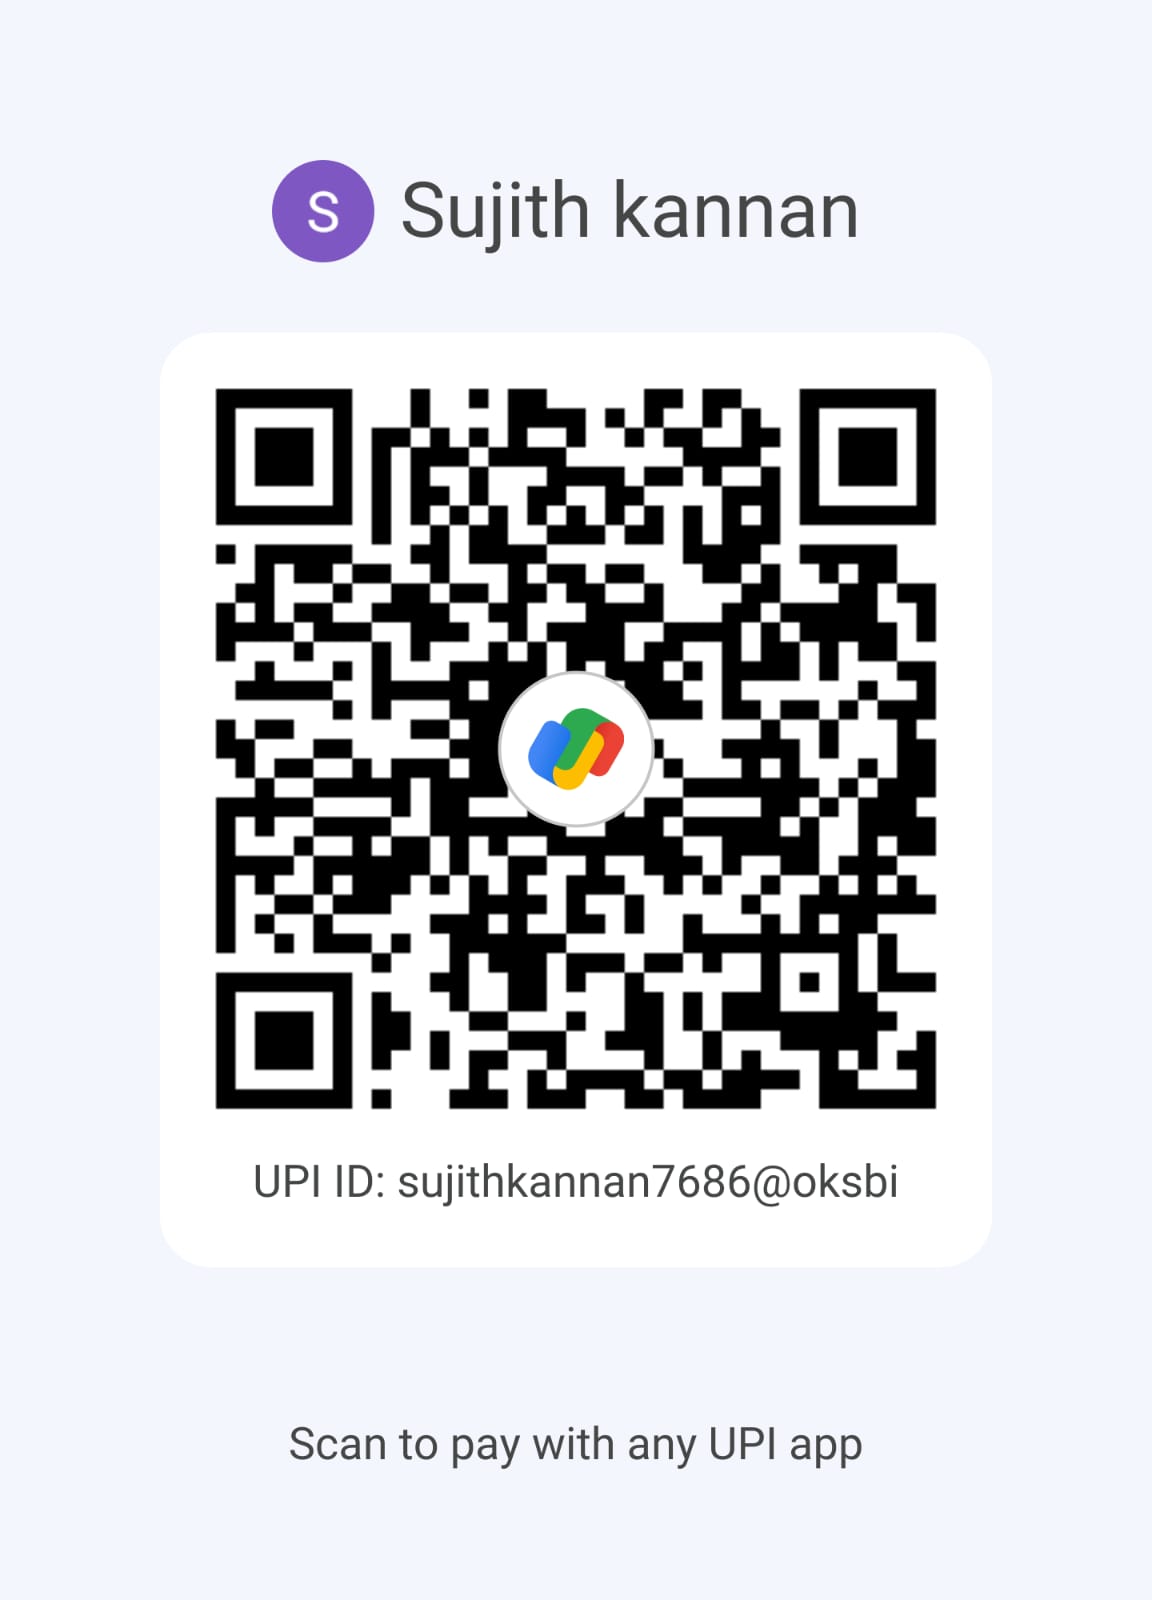 S Sujith kannan
UPI ID: sujithkannan7686@oksbi
Scan to pay with any UPI app